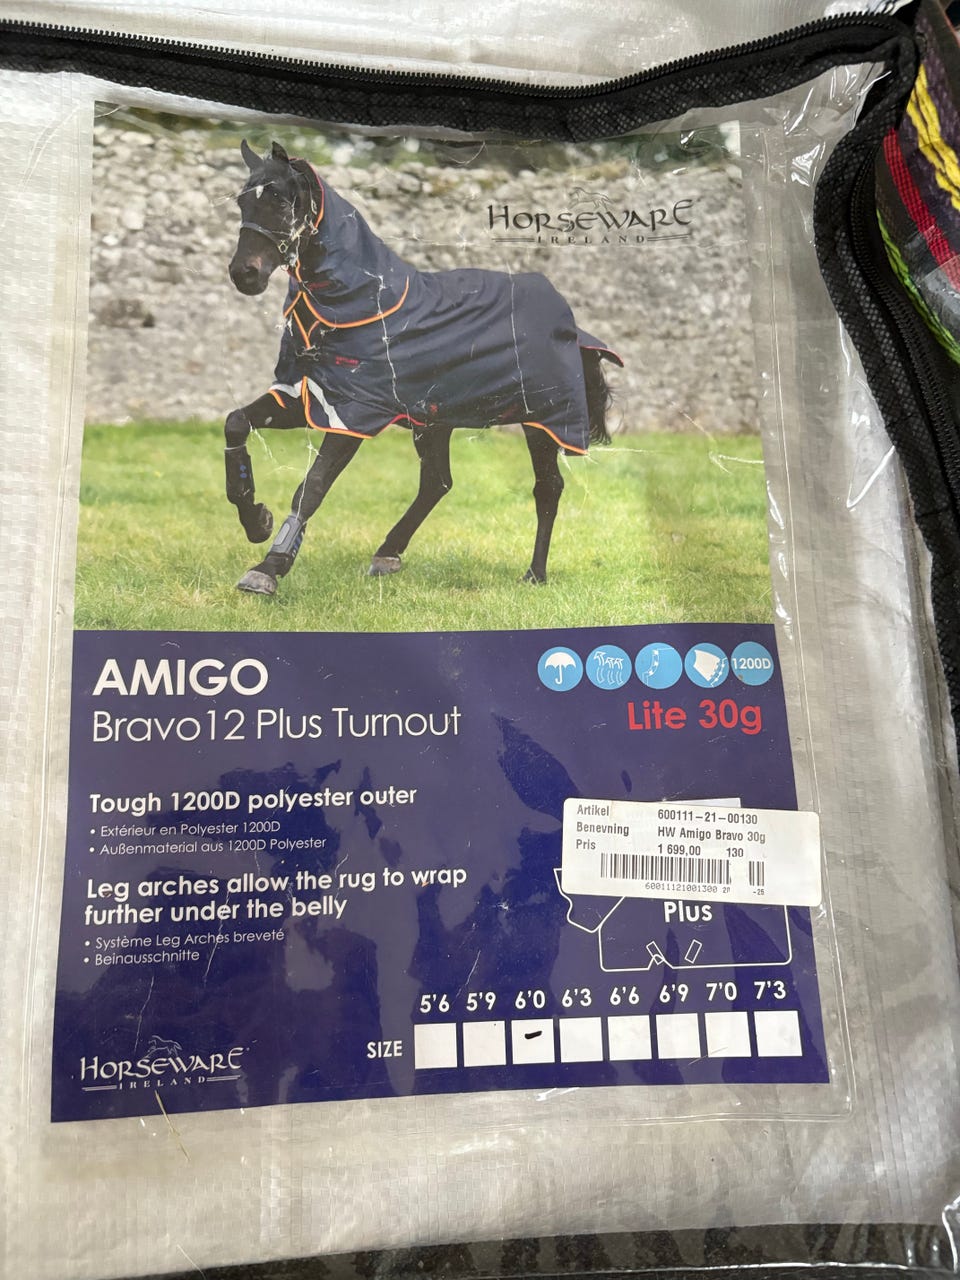 HORSEWARE
IRELAND
AMIGO
Bravo12 Plus Turnout
1200D
Lite 30g
Tough 1200D polyester outer
• Extérieur en Polyester 1200D
• Außenmaterial aus 1200D Polyester
Leg arches allow the rug to wrap
further under the belly
• Système Leg Arches breveté
• Beinausschnitte
Artikel 600111-21-00130
Benevning HW Amigo Bravo 30g
Pris 1 699,00 130
60011121001300 -25
Plus
5'6 5'9 6'0 6'3 6'6 6'9 7'0 7'3
SIZE
HORSEWARE
IRELAND